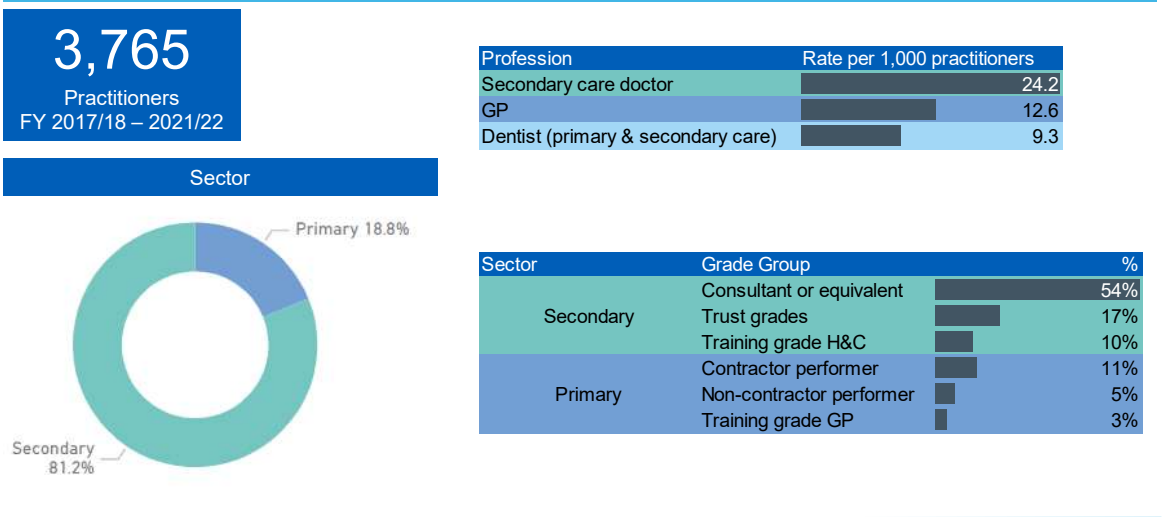 3,765
Practitioners
FY 2017/18 – 2021/22
Sector
Primary 18.8%
Secondary
81.2%
Profession Rate per 1,000 practitioners
Secondary care doctor 24.2
GP 12.6
Dentist (primary & secondary care) 9.3
Sector Grade Group %
Consultant or equivalent 54%
Secondary Trust grades 17%
Training grade H&C 10%
Contractor performer 11%
Primary Non-contractor performer 5%
Training grade GP 3%